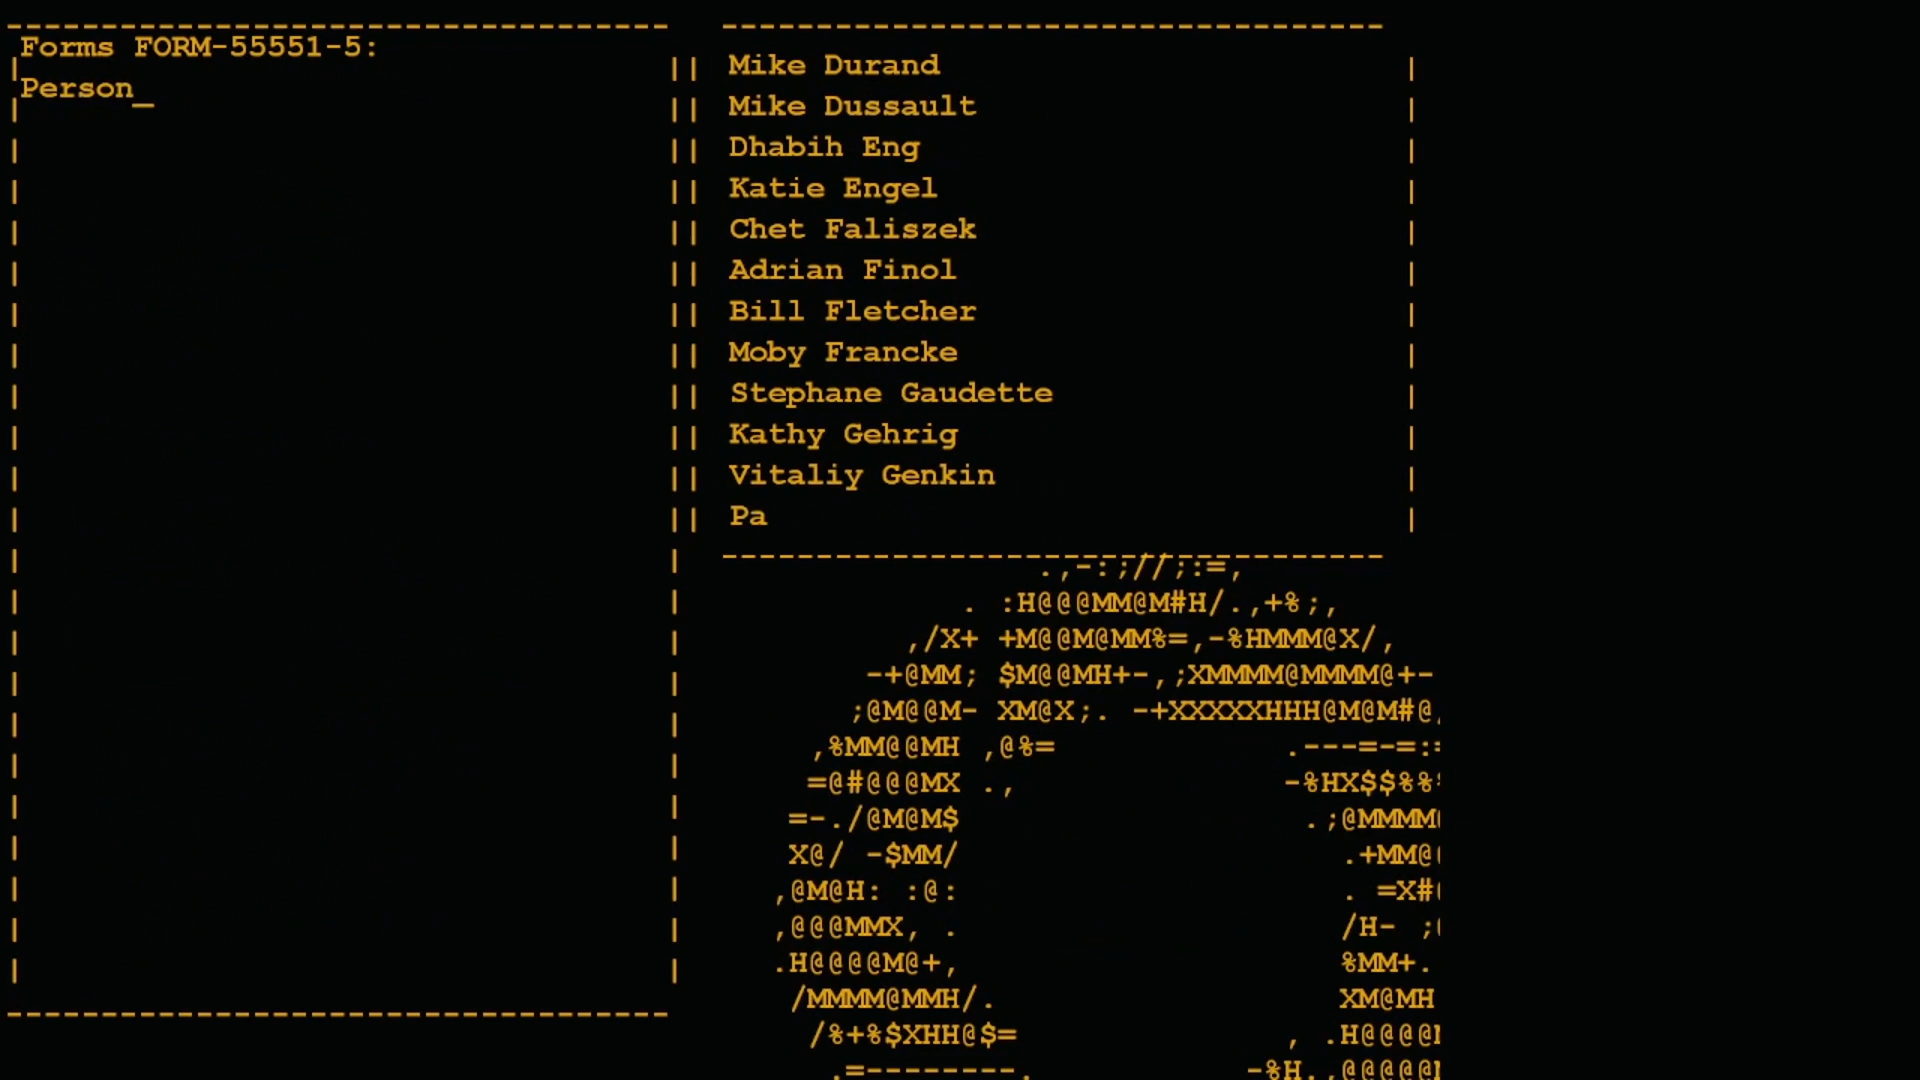 Forms FORM-55551-5:
Person_
Mike Durand
Mike Dussault
Dhabih Eng
Katie Engel
Chet Faliszek
Adrian Finol
Bill Fletcher
Moby Francke
Stephane Gaudette
Kathy Gehrig
Vitaliy Genkin
Pa